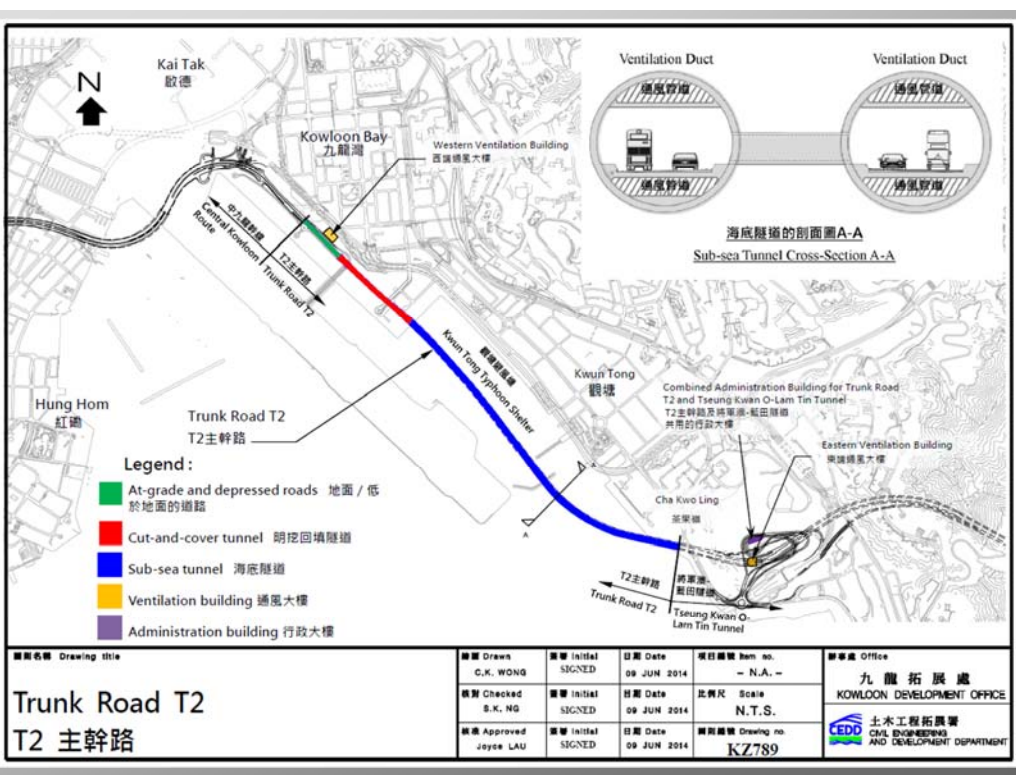 N
Kai Tak
啟德
Kowloon Bay
九龍灣
Western Ventilation Building
西端通風大樓
Ventilation Duct
Ventilation Duct
通風管道
通風管道
通風管道
通風管道
海底隧道的剖面圖A-A
Sub-sea Tunnel Cross-Section A-A
中九龍幹線
Central Kowloon
Route
T2主幹路
Trunk Road T2
觀塘避風塘
Kwun Tong Typhoon Shelter
Kwun Tong
觀塘
Hung Hom
紅磡
Trunk Road T2
T2主幹路
Combined Administration Building for Trunk Road
T2 and Tseung Kwan O-Lam Tin Tunnel
T2主幹路及將軍澳-藍田隧道
共用的行政大樓
Eastern Ventilation Building
東端通風大樓
A
A
Cha Kwo Ling
茶果嶺
T2主幹路
Trunk Road T2
將軍澳-
藍田隧道
Tseung Kwan O-
Lam Tin Tunnel
Legend :
At-grade and depressed roads 地面 / 低
於地面的道路
Cut-and-cover tunnel 明挖回填隧道
Sub-sea tunnel 海底隧道
Ventilation building 通風大樓
Administration building 行政大樓
圖則名稱 Drawing title
Trunk Road T2
T2 主幹路
繪圖 Drawn
C.K. WONG
簽署 Initial
SIGNED
日期 Date
09 JUN 2014
項目編號 Item no.
– N.A. –
核對 Checked
S.K. NG
簽署 Initial
SIGNED
日期 Date
09 JUN 2014
比例尺 Scale
N.T.S.
核准 Approved
Joyce LAU
簽署 Initial
SIGNED
日期 Date
09 JUN 2014
圖則編號 Drawing no.
KZ789
辦事處 Office
九龍拓展處
KOWLOON DEVELOPMENT OFFICE
CEDD
土木工程拓展署
CIVIL ENGINEERING
AND DEVELOPMENT DEPARTMENT